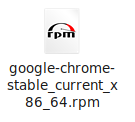 rpm
google-chrome-
stable_current_x
86_64.rpm